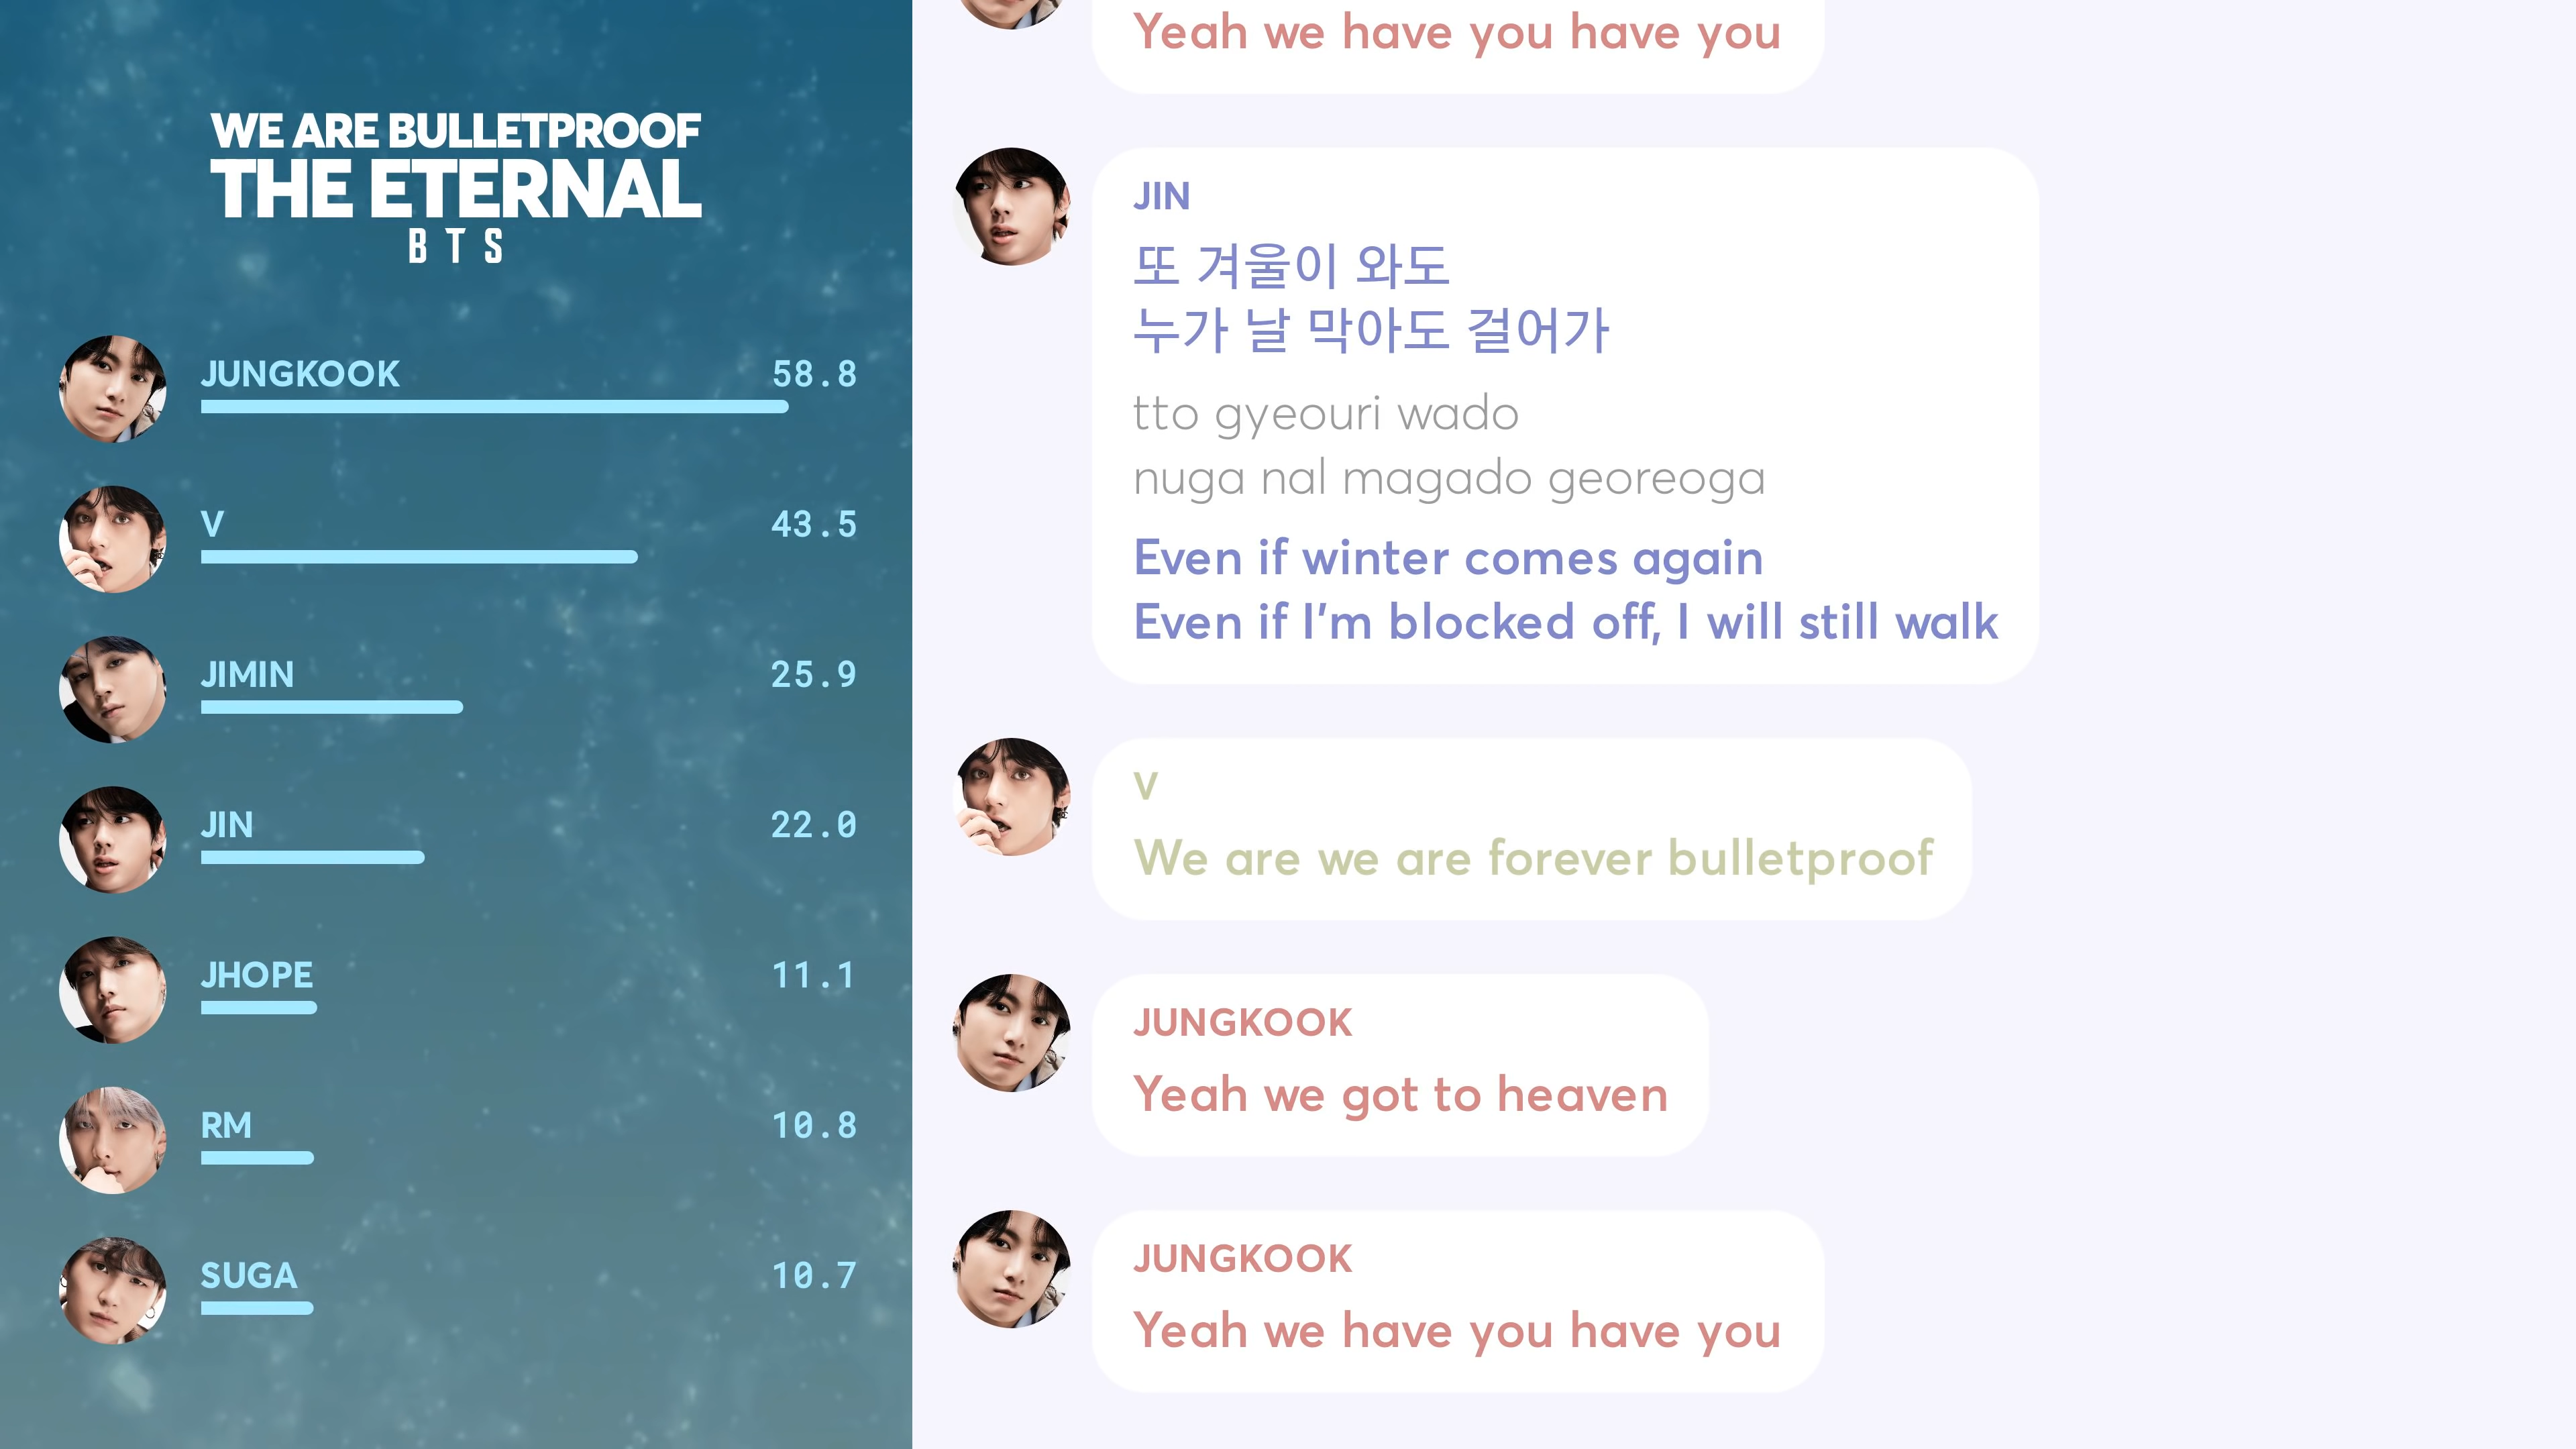 WE ARE BULLETPROOF
THE ETERNAL
BTS
JUNGKOOK 58.8
V 43.5
JIMIN 25.9
JIN 22.0
JHOPE 11.1
RM 10.8
SUGA 10.7
Yeah we have you have you
JIN
또 겨울이 와도
누가 날 막아도 걸어가
tto gyeouri wado
nuga nal magado georeoga
Even if winter comes again
Even if I'm blocked off, I will still walk
V
We are we are forever bulletproof
JUNGKOOK
Yeah we got to heaven
JUNGKOOK
Yeah we have you have you